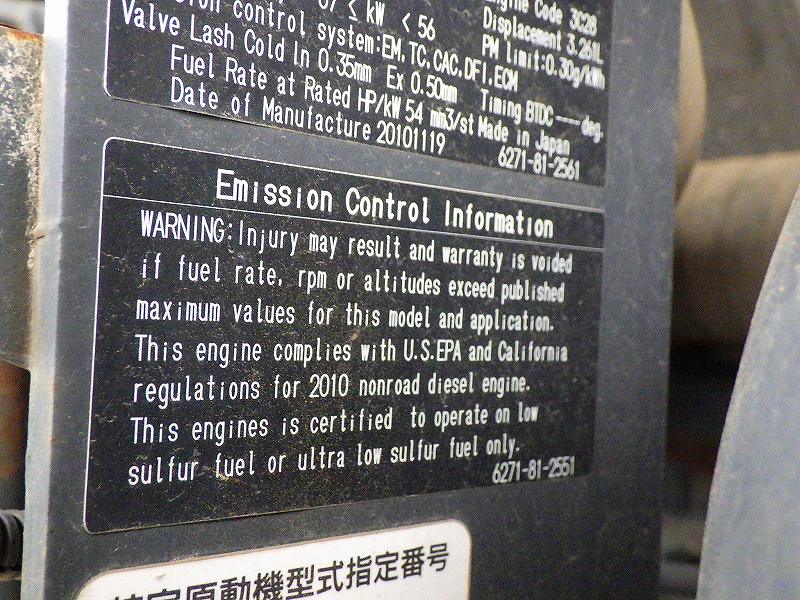 ≤ kW < 56
control system:EM,TC,CAC,DFI,ECM
Valve Lash Cold In 0.35mm Ex 0.50mm
Fuel Rate at Rated HP/kW 54 mm3/st
Date of Manufacture 20101119
Engine Code 3C28
Displacement 3.261L
PM limit:0.30g/kWh
Timing BTDC ---- deg.
Made in Japan
6271-81-2561
Emission Control Information
WARNING:Injury may result and warranty is voided
if fuel rate, rpm or altitudes exceed published
maximum values for this model and application.
This engine complies with U.S.EPA and California
regulations for 2010 nonroad diesel engine.
This engines is certified to operate on low
sulfur fuel or ultra low sulfur fuel only.
6271-81-2551
特定原動機型式指定番号